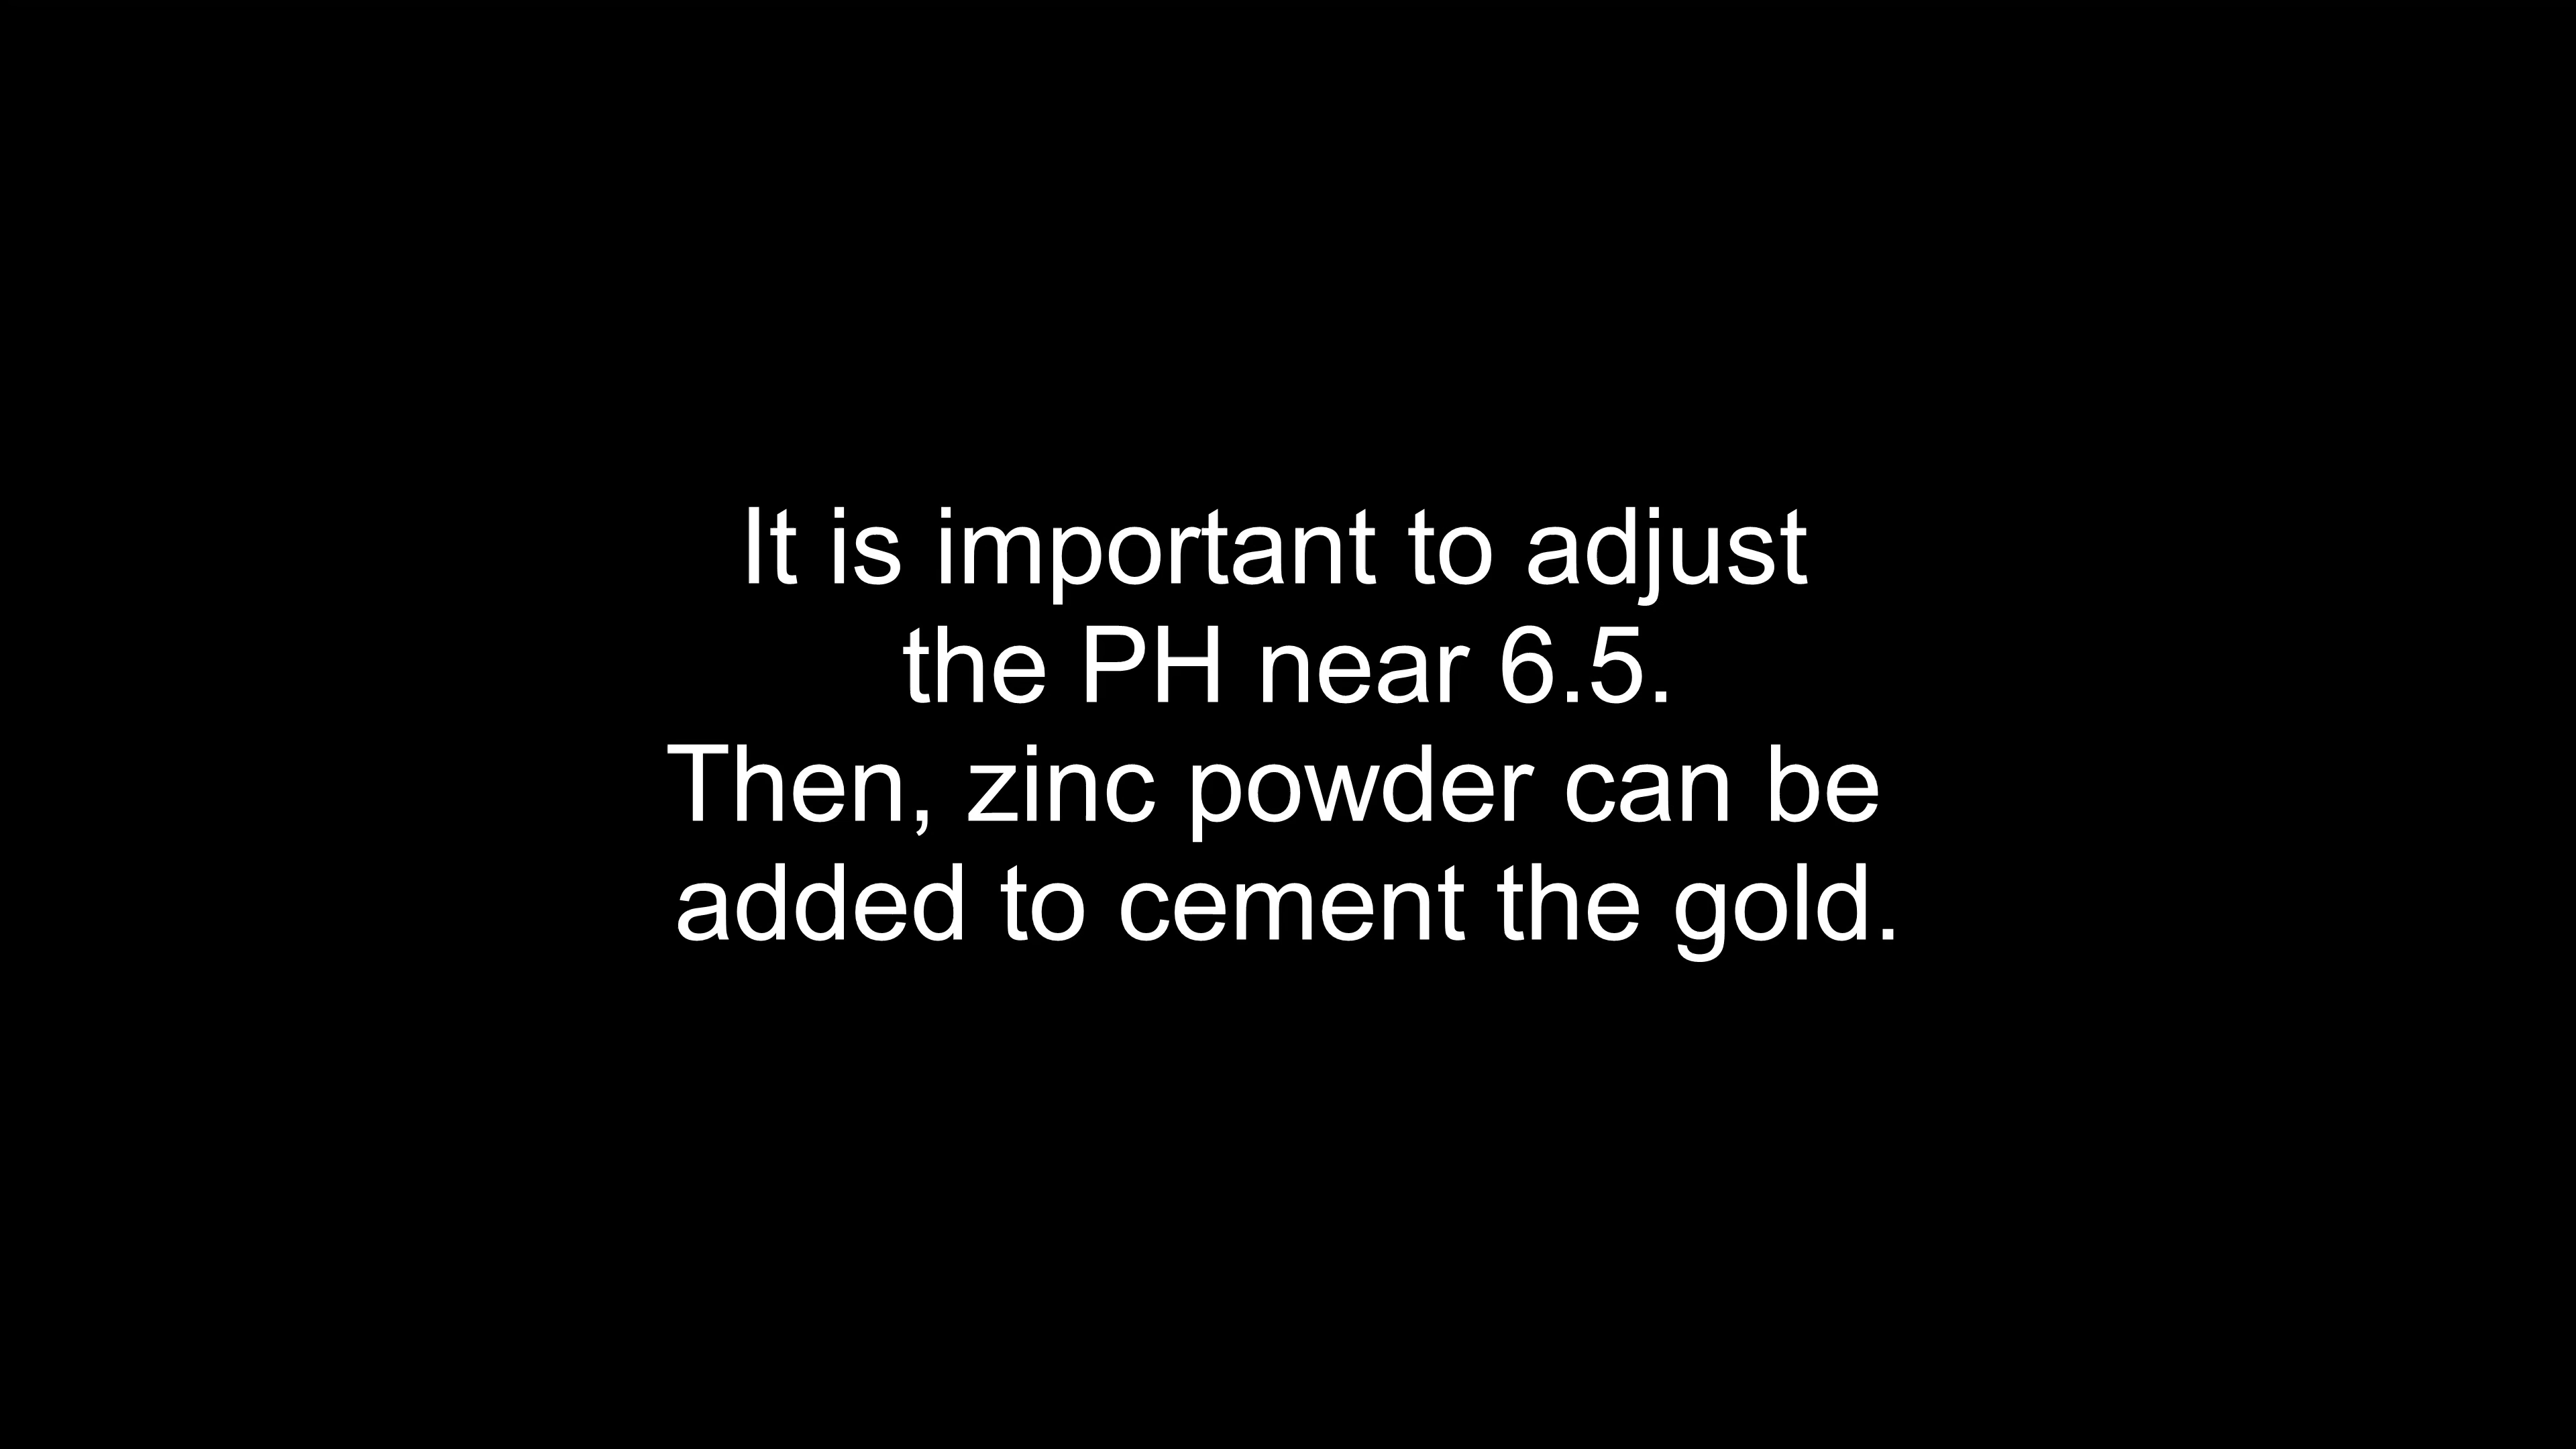 It is important to adjust
the PH near 6.5.
Then, zinc powder can be
added to cement the gold.